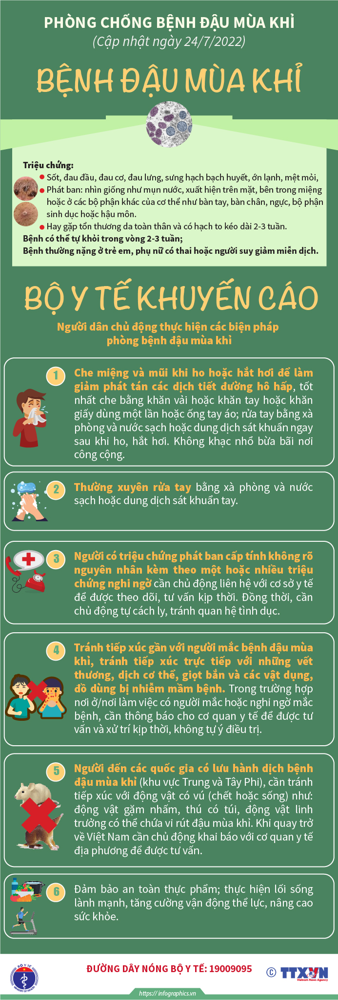 PHÒNG CHỐNG BỆNH ĐẬU MÙA KHỈ
(Cập nhật ngày 24/7/2022)
BỆNH ĐẬU MÙA KHỈ
Triệu chứng:
Sốt, đau đầu, đau cơ, đau lưng, sưng hạch bạch huyết, ớn lạnh, mệt mỏi,
Phát ban: nhìn giống như mụn nước, xuất hiện trên mặt, bên trong miệng
hoặc ở các bộ phận khác của cơ thể như bàn tay, bàn chân, ngực, bộ phận
sinh dục hoặc hậu môn.
Hay gặp tổn thương da toàn thân và có hạch to kéo dài 2-3 tuần.
Bệnh có thể tự khỏi trong vòng 2-3 tuần;
Bệnh thường nặng ở trẻ em, phụ nữ có thai hoặc người suy giảm miễn dịch.
BỘ Y TẾ KHUYẾN CÁO
Người dân chủ động thực hiện các biện pháp
phòng bệnh đậu mùa khỉ
1
Che miệng và mũi khi ho hoặc hắt hơi để làm
giảm phát tán các dịch tiết đường hô hấp, tốt
nhất che bằng khăn vải hoặc khăn tay hoặc khăn
giấy dùng một lần hoặc ống tay áo; rửa tay bằng xà
phòng và nước sạch hoặc dung dịch sát khuẩn ngay
sau khi ho, hắt hơi. Không khạc nhổ bừa bãi nơi
công cộng.
2
Thường xuyên rửa tay bằng xà phòng và nước
sạch hoặc dung dịch sát khuẩn tay.
3
Người có triệu chứng phát ban cấp tính không rõ
nguyên nhân kèm theo một hoặc nhiều triệu
chứng nghi ngờ cần chủ động liên hệ với cơ sở y tế
để được theo dõi, tư vấn kịp thời. Đồng thời, cần
chủ động tự cách ly, tránh quan hệ tình dục.
4
Tránh tiếp xúc gần với người mắc bệnh đậu mùa
khỉ, tránh tiếp xúc trực tiếp với những vết
thương, dịch cơ thể, giọt bắn và các vật dụng,
đồ dùng bị nhiễm mầm bệnh. Trong trường hợp
nơi ở/nơi làm việc có người mắc hoặc nghi ngờ mắc
bệnh, cần thông báo cho cơ quan y tế để được tư
vấn và xử trí kịp thời, không tự ý điều trị.
5
Người đến các quốc gia có lưu hành dịch bệnh
đậu mùa khỉ (khu vực Trung và Tây Phi), cần tránh
tiếp xúc với động vật có vú (chết hoặc sống) như:
động vật gặm nhấm, thú có túi, động vật linh
trưởng có thể chứa vi rút đậu mùa khỉ. Khi quay trở
về Việt Nam cần chủ động khai báo với cơ quan y tế
địa phương để được tư vấn.
6
Đảm bảo an toàn thực phẩm; thực hiện lối sống
lành mạnh, tăng cường vận động thể lực, nâng cao
sức khỏe.
BỘ Y TẾ
MINISTRY OF HEALTH
ĐƯỜNG DÂY NÓNG BỘ Y TẾ: 19009095
© TTXVN
Vietnam News Agency
https:// infographics.vn